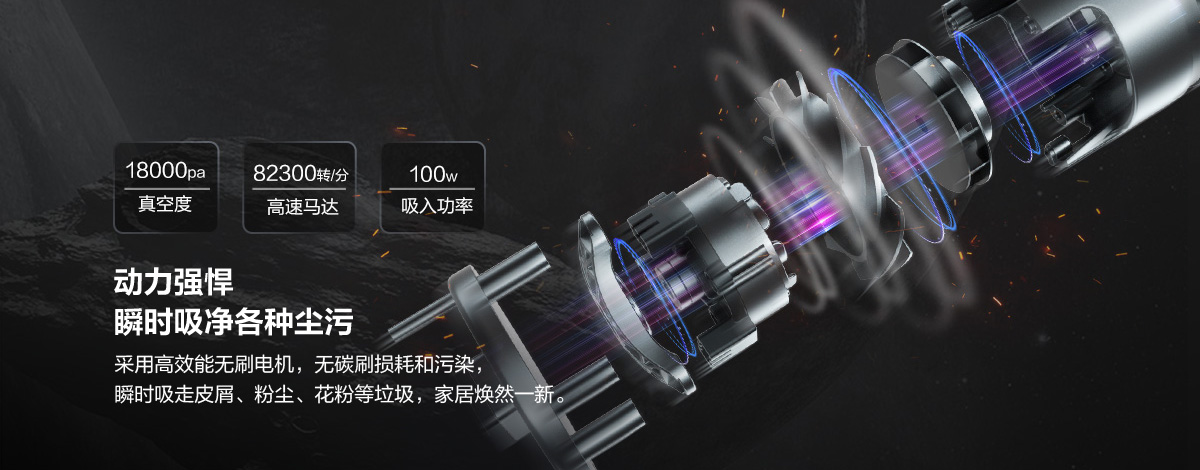 18000pa
真空度
82300转/分
高速马达
100w
吸入功率
动力强悍
瞬时吸净各种尘污
采用高效能无刷电机，无碳刷损耗和污染，
瞬时吸走皮屑、粉尘、花粉等垃圾，家居焕然一新。